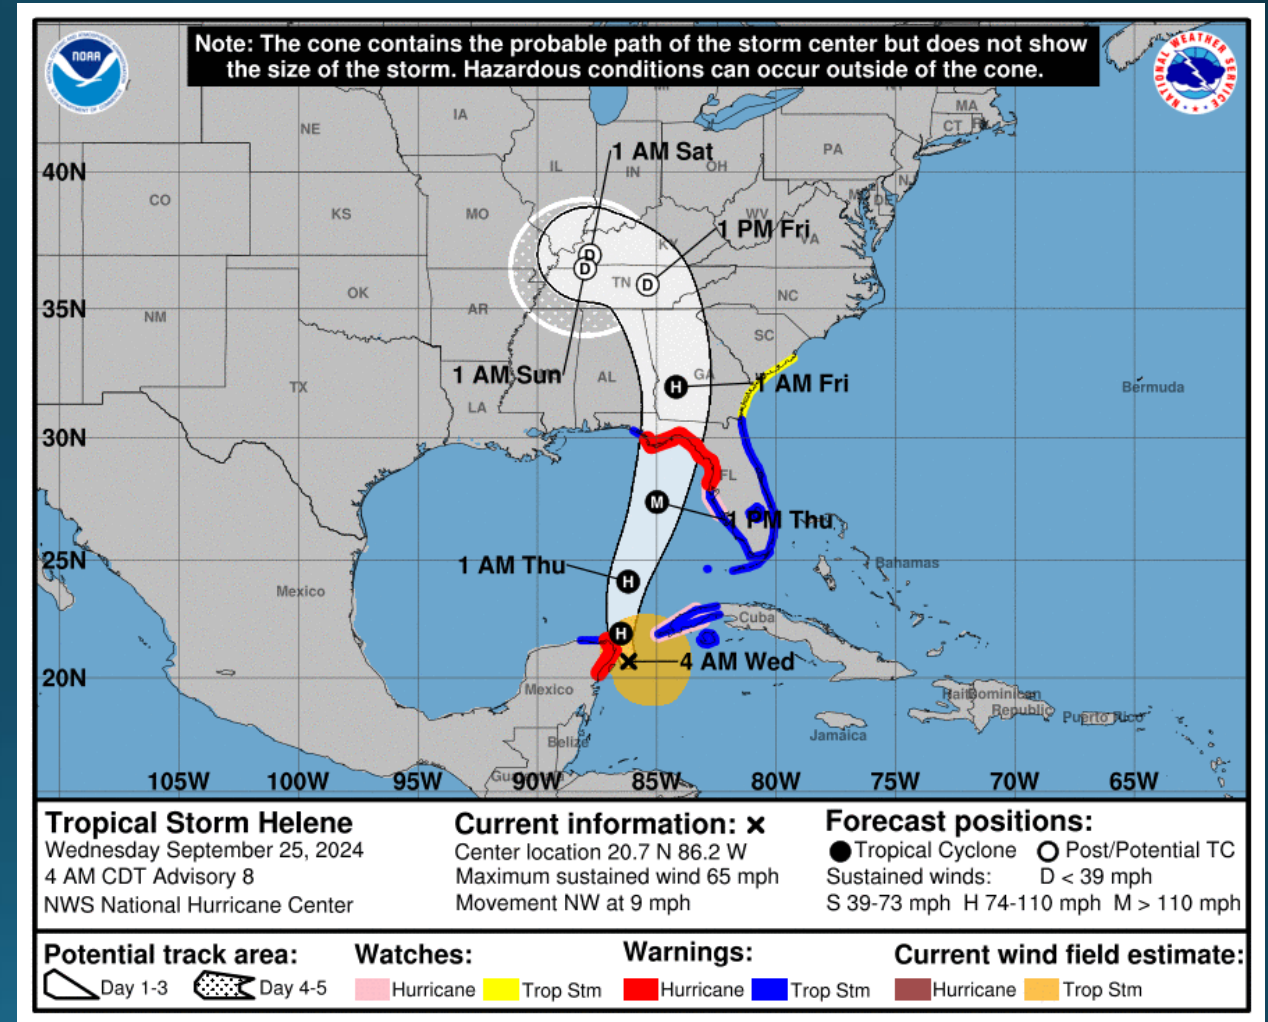 Note: The cone contains the probable path of the storm center but does not show
the size of the storm. Hazardous conditions can occur outside of the cone.
NOAA
NATIONAL WEATHER SERVICE
MA
CT
NE
IA
PA
1 AM Sat
40N
IL
IN
OH
NJ
CO
KS
MO
WV
DE
1 PM Fri
VA
KY
D
D
D
TN
OK
NC
35N
NM
AR
SC
1 AM Sun
AL
GA
TX
H
1 AM Fri
Bermuda
LA
30N
FL
M
1 PM Thu
25N
1 AM Thu
Bahamas
H
Mexico
Cuba
H
4 AM Wed
20N
Mexico
Haiti
Dominican
Republic
Puerto Rico
Jamaica
Belize
105W 100W 95W 90W 85W 80W 75W 70W 65W
Tropical Storm Helene
Wednesday September 25, 2024
4 AM CDT Advisory 8
NWS National Hurricane Center
Current information: x
Center location 20.7 N 86.2 W
Maximum sustained wind 65 mph
Movement NW at 9 mph
Forecast positions:
Tropical Cyclone Post/Potential TC
Sustained winds: D < 39 mph
S 39-73 mph H 74-110 mph M > 110 mph
Potential track area:
Day 1-3 Day 4-5
Watches:
Hurricane Trop Stm
Warnings:
Hurricane Trop Stm
Current wind field estimate:
Hurricane Trop Stm